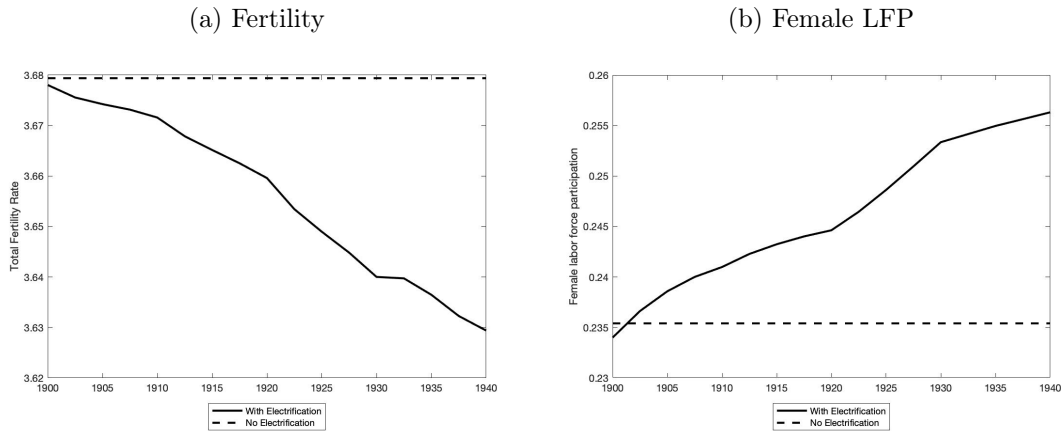 (a) Fertility
Total Fertility Rate
3.68
3.67
3.66
3.65
3.64
3.63
3.62
1900 1905 1910 1915 1920 1925 1930 1935 1940
With Electrification
No Electrification
(b) Female LFP
Female labor force participation
0.26
0.255
0.25
0.245
0.24
0.235
0.23
1900 1905 1910 1915 1920 1925 1930 1935 1940
With Electrification
No Electrification